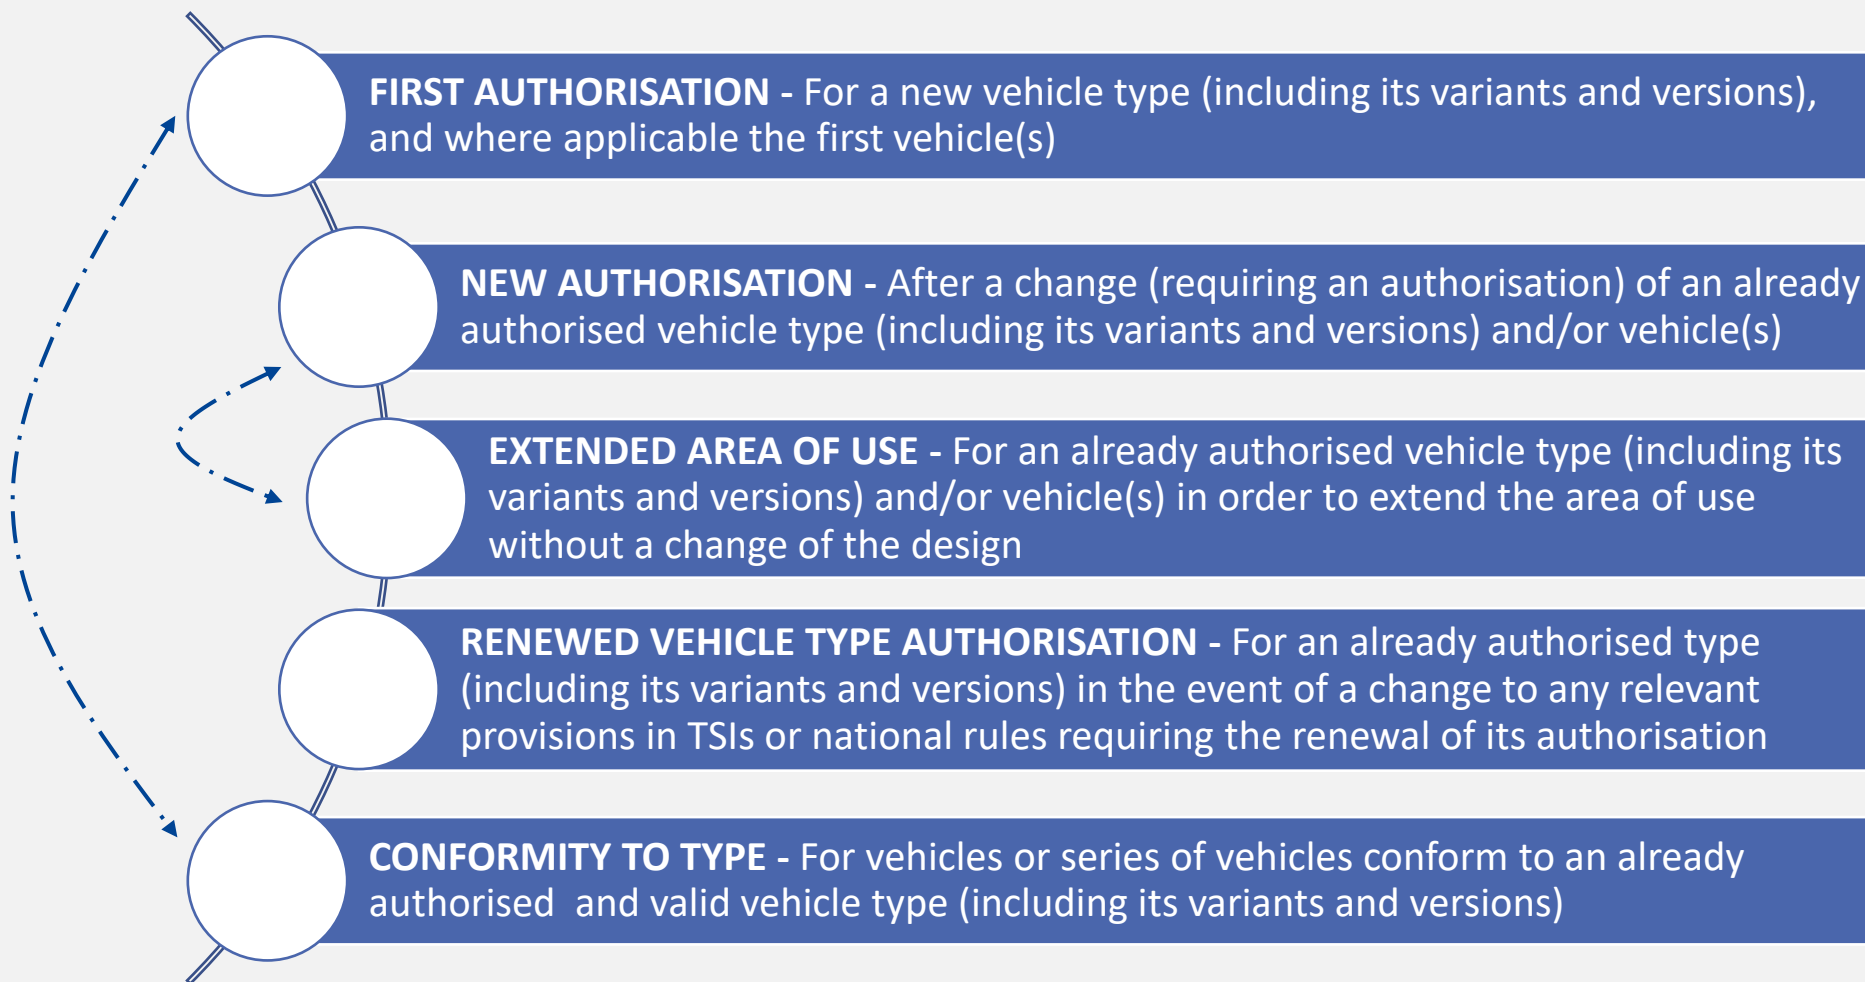 FIRST AUTHORISATION - For a new vehicle type (including its variants and versions),
and where applicable the first vehicle(s)
NEW AUTHORISATION - After a change (requiring an authorisation) of an already
authorised vehicle type (including its variants and versions) and/or vehicle(s)
EXTENDED AREA OF USE - For an already authorised vehicle type (including its
variants and versions) and/or vehicle(s) in order to extend the area of use
without a change of the design
RENEWED VEHICLE TYPE AUTHORISATION - For an already authorised type
(including its variants and versions) in the event of a change to any relevant
provisions in TSIs or national rules requiring the renewal of its authorisation
CONFORMITY TO TYPE - For vehicles or series of vehicles conform to an already
authorised  and valid vehicle type (including its variants and versions)